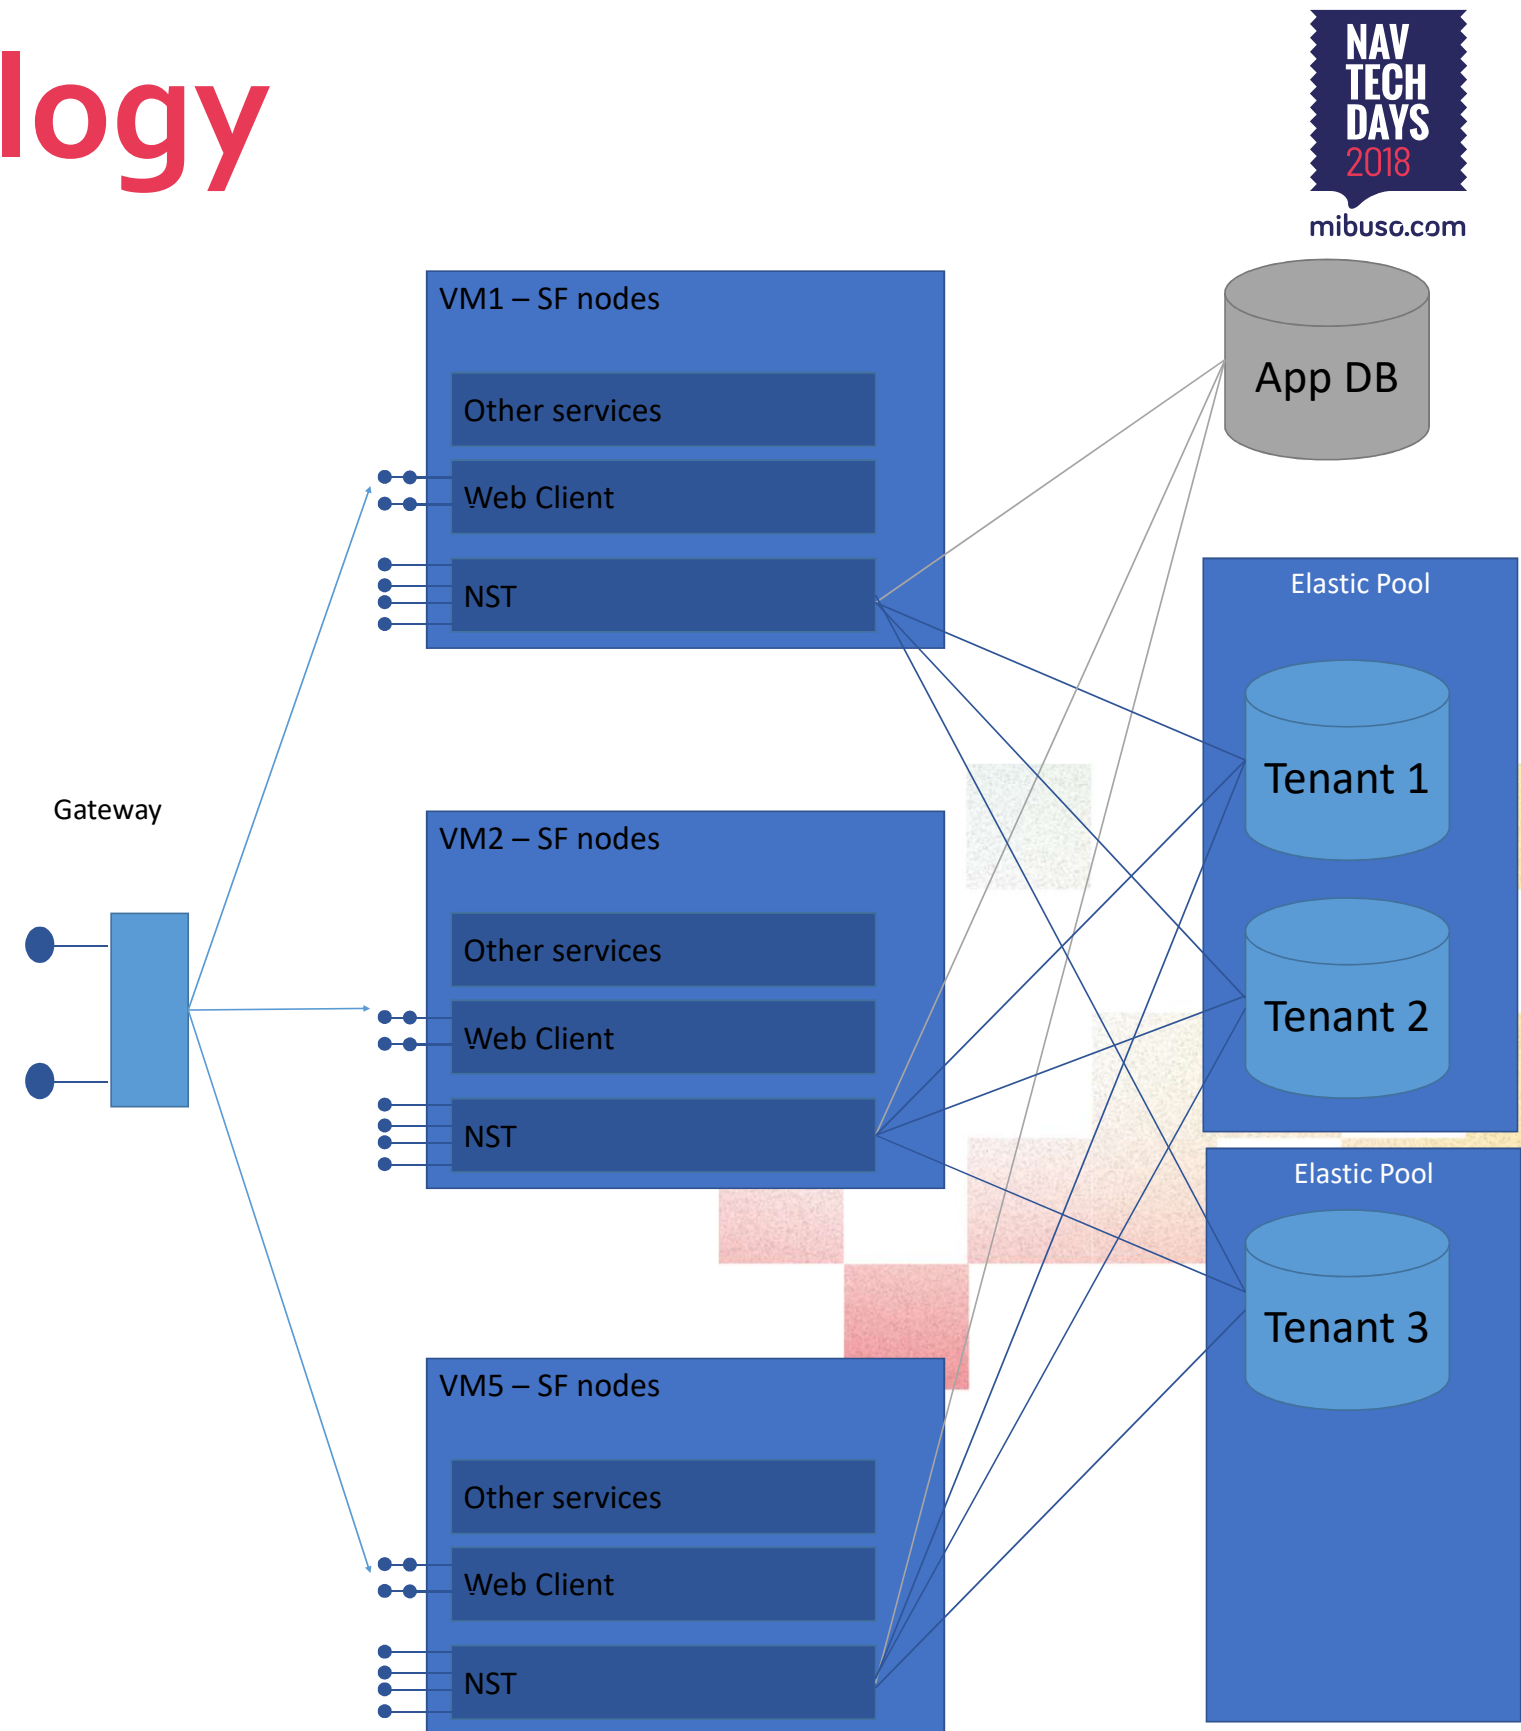 logy
NAV
TECH
DAYS
2018
mibuso.com
VM1 – SF nodes
Other services
Web Client
NST
App DB
Elastic Pool
Tenant 1
Tenant 2
Gateway
VM2 – SF nodes
Other services
Web Client
NST
Elastic Pool
Tenant 3
VM5 – SF nodes
Other services
Web Client
NST